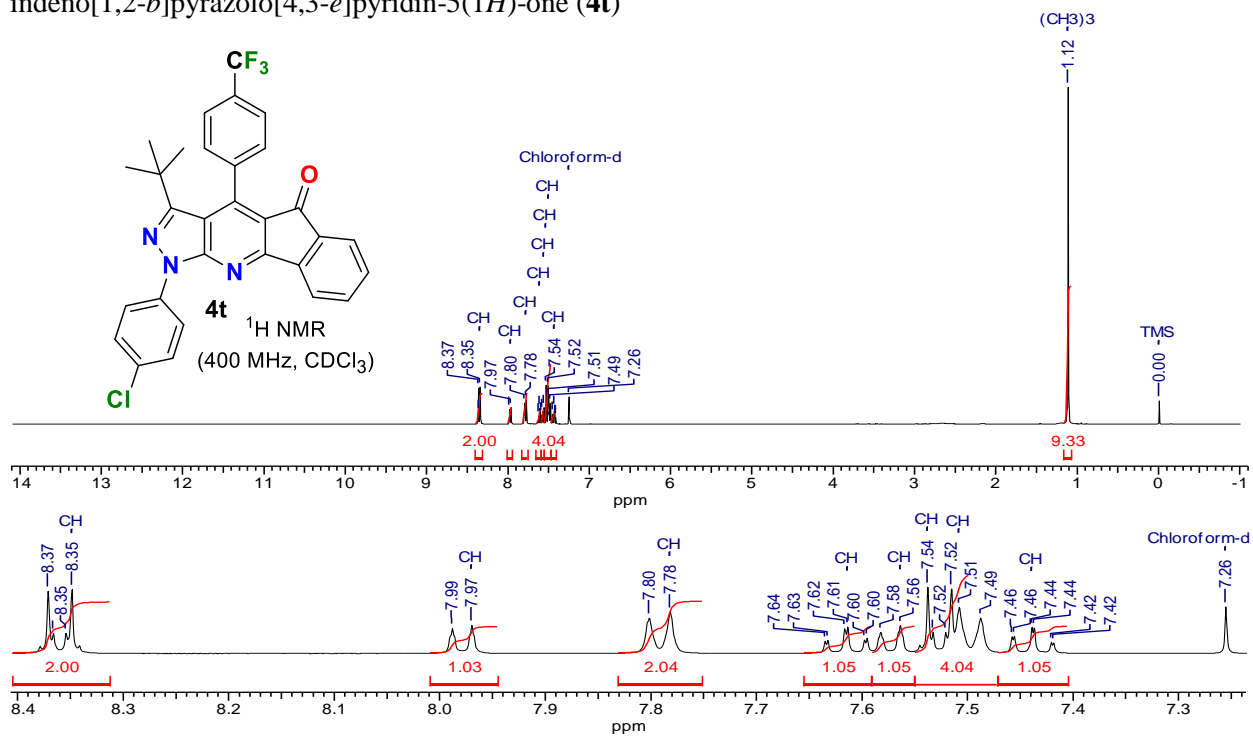 indeno[1,2-b]pyrazolo[4,3-e]pyridin-5(1H)-one (4t)
(CH3)3
1.12
CF3
O
N
N
N
4t
Cl
1H NMR
(400 MHz, CDCl3)
Chloroform-d
CH
CH
CH
CH
CH
CH
CH
CH
8.37
8.35
7.97
7.80
7.78
7.54
7.52
7.51
7.49
7.26
TMS
0.00
2.00
4.04
9.33
14 13 12 11 10 9 8 7 6 5 4 3 2 1 0 -1
ppm
CH
8.37
8.35
8.35
CH
7.99
7.97
CH
7.80
7.78
CH
7.64
7.63
7.62
7.61
7.60
7.60
CH
7.58
7.56
CH
CH
7.54
7.52
7.52
7.51
7.49
CH
7.46
7.46
7.44
7.44
7.42
7.42
Chloroform-d
7.26
2.00
1.03
2.04
1.05
1.05
4.04
1.05
8.4 8.3 8.2 8.1 8.0 7.9 7.8 7.7 7.6 7.5 7.4 7.3
ppm